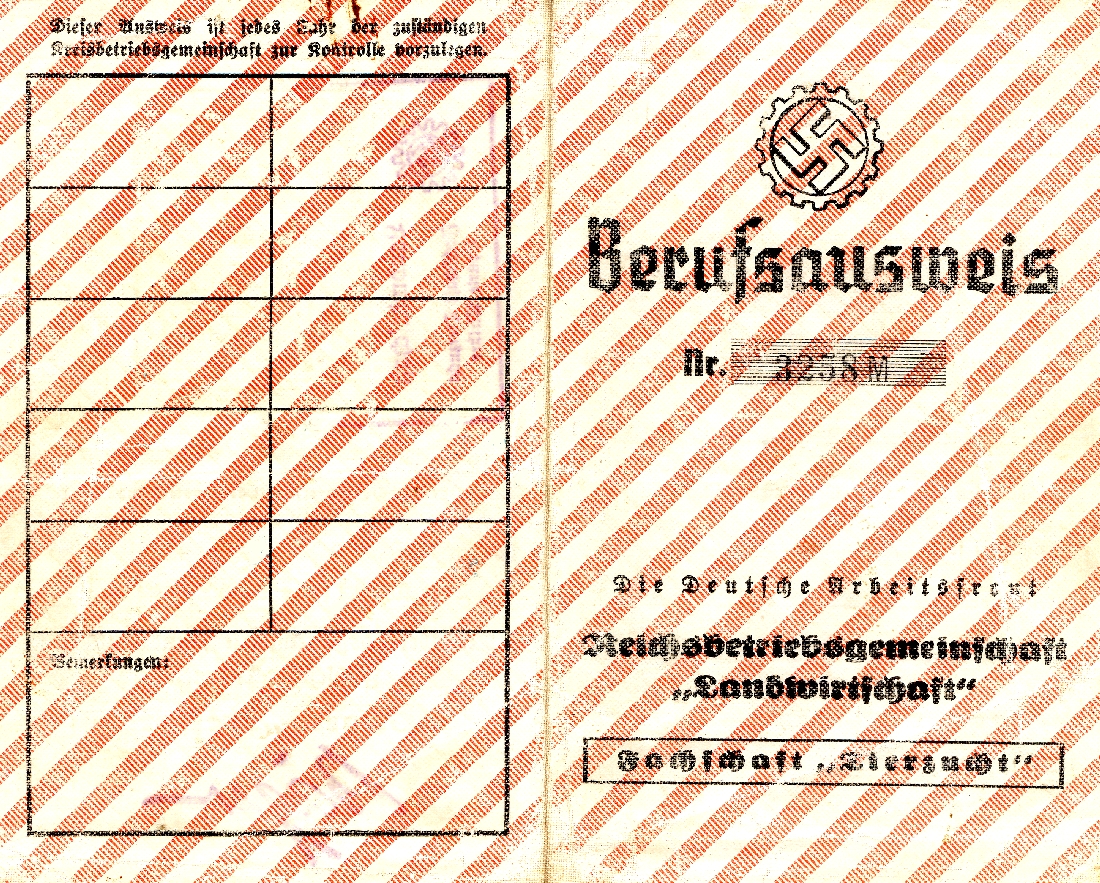 Dieser Ausweis ist jedes Jahr der zuständigen
Kreisbetriebsgemeinschaft zur Kontrolle vorzulegen.
Bemerkungen:
Berufsausweis
Nr. 3258 M
Die Deutsche Arbeitsfront
Reichsbetriebsgemeinschaft
„Landwirtschaft“
Fachschaft „Tierzucht“